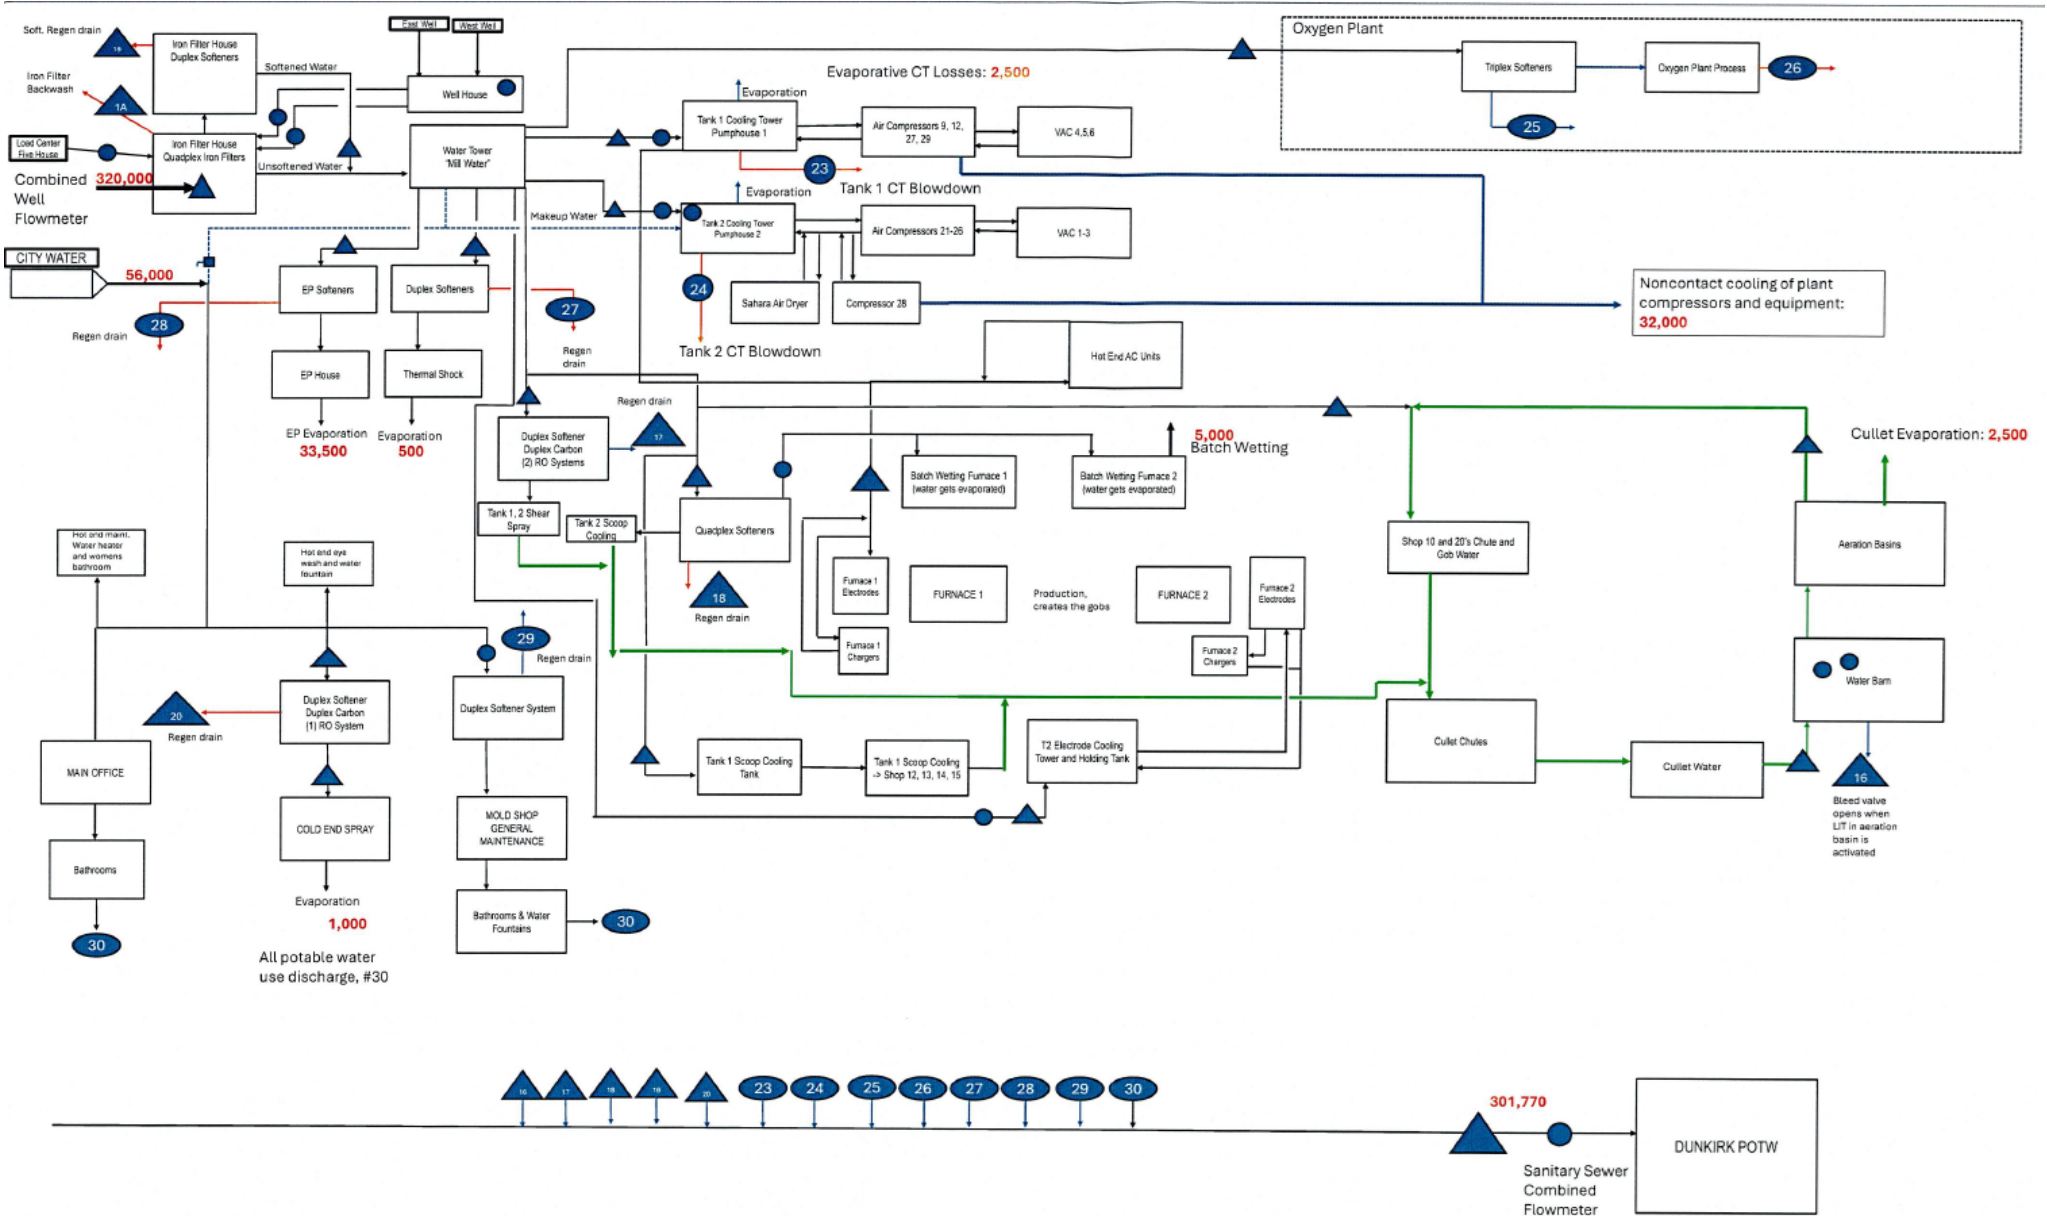 Soft. Regen drain
19
Iron Filter House
Duplex Softeners
Softened Water
East Well
West Well
Well House
Iron Filter
Backwash
1A
Load Center
Five House
Iron Filter House
Quadplex Iron Filters
Unsoftened Water
Combined
Well
Flowmeter
320,000
Water Tower
"Mill Water"
Evaporative CT Losses: 2,500
Evaporation
Tank 1 Cooling Tower
Pumphouse 1
Air Compressors 9, 12,
27, 29
VAC 4,5,6
23
Tank 1 CT Blowdown
Evaporation
Makeup Water
Tank 2 Cooling Tower
Pumphouse 2
Air Compressors 21-26
VAC 1-3
24
Sahara Air Dryer
Compressor 28
Tank 2 CT Blowdown
Oxygen Plant
Triplex Softeners
Oxygen Plant Process
26
25
Noncontact cooling of plant
compressors and equipment:
32,000
CITY WATER
56,000
EP Softeners
Duplex Softeners
28
Regen drain
27
Regen
drain
EP House
Thermal Shock
EP Evaporation
33,500
Evaporation
500
Hot End AC Units
Regen drain
17
Duplex Softener
Duplex Carbon
(2) RO Systems
Tank 1, 2 Shear
Spray
Tank 2 Scoop
Cooling
Quadplex Softeners
18
Regen drain
5,000
Batch Wetting
Batch Wetting Furnace 1
(water gets evaporated)
Batch Wetting Furnace 2
(water gets evaporated)
Furnace 1
Electrodes
FURNACE 1
Production,
creates the gobs
FURNACE 2
Furnace 2
Electrodes
Furnace 1
Chargers
Furnace 2
Chargers
Cullet Evaporation: 2,500
Shop 10 and 20's Chute and
Gob Water
Aeration Basins
Water Barn
Cullet Chutes
Cullet Water
16
Bleed valve
opens when
LIT in aeration
basin is
activated
Hot end maint.
Water heater
and womens
bathroom
Hot end eye
wash and water
fountain
29
Regen drain
20
Regen drain
Duplex Softener
Duplex Carbon
(1) RO System
Duplex Softener System
MAIN OFFICE
COLD END SPRAY
MOLD SHOP
GENERAL
MAINTENANCE
Tank 1 Scoop Cooling
Tank
Tank 1 Scoop Cooling
-> Shop 12, 13, 14, 15
T2 Electrode Cooling
Tower and Holding Tank
Bathrooms
30
Evaporation
1,000
Bathrooms & Water
Fountains
30
All potable water
use discharge, #30
16
17
18
19
20
23
24
25
26
27
28
29
30
301,770
DUNKIRK POTW
Sanitary Sewer
Combined
Flowmeter